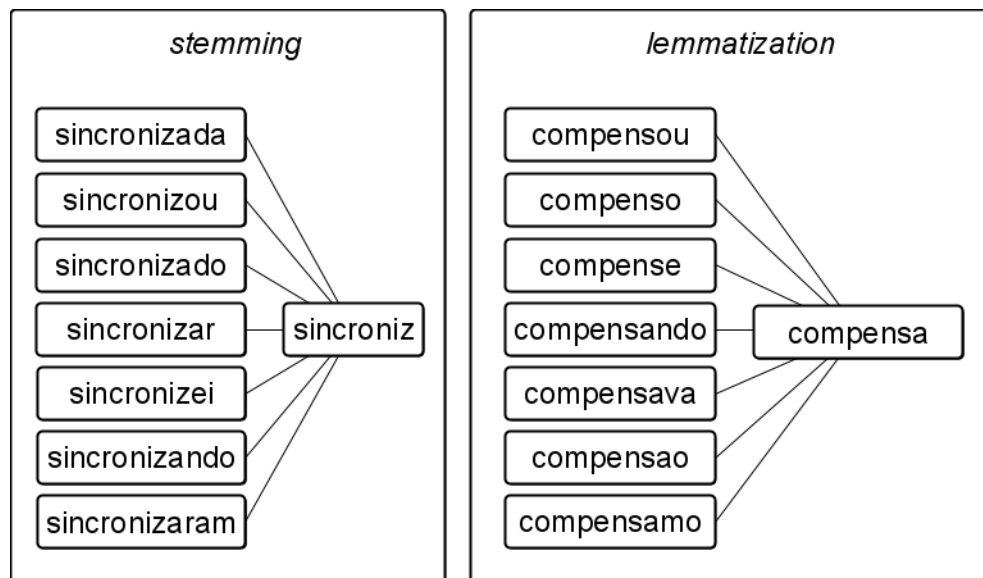 stemming
sincronizada
sincronizou
sincronizado
sincronizar
sincronizei
sincronizando
sincronizaram
sincroniz
lemmatization
compensou
compenso
compense
compensando
compensava
compensao
compensamo
compensa